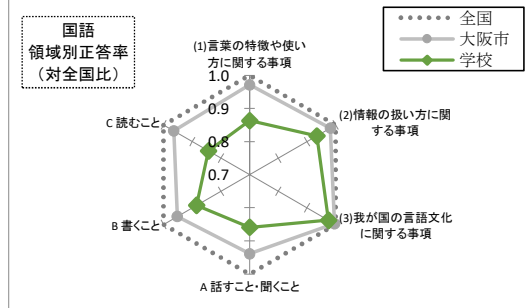 国語
領域別正答率
（対全国比）
全国
大阪市
学校
(1)言葉の特徴や使い
方に関する事項
(2)情報の扱い方に関
する事項
(3)我が国の言語文化
に関する事項
A 話すこと・聞くこと
B 書くこと
C 読むこと
1.0
0.9
0.8
0.7